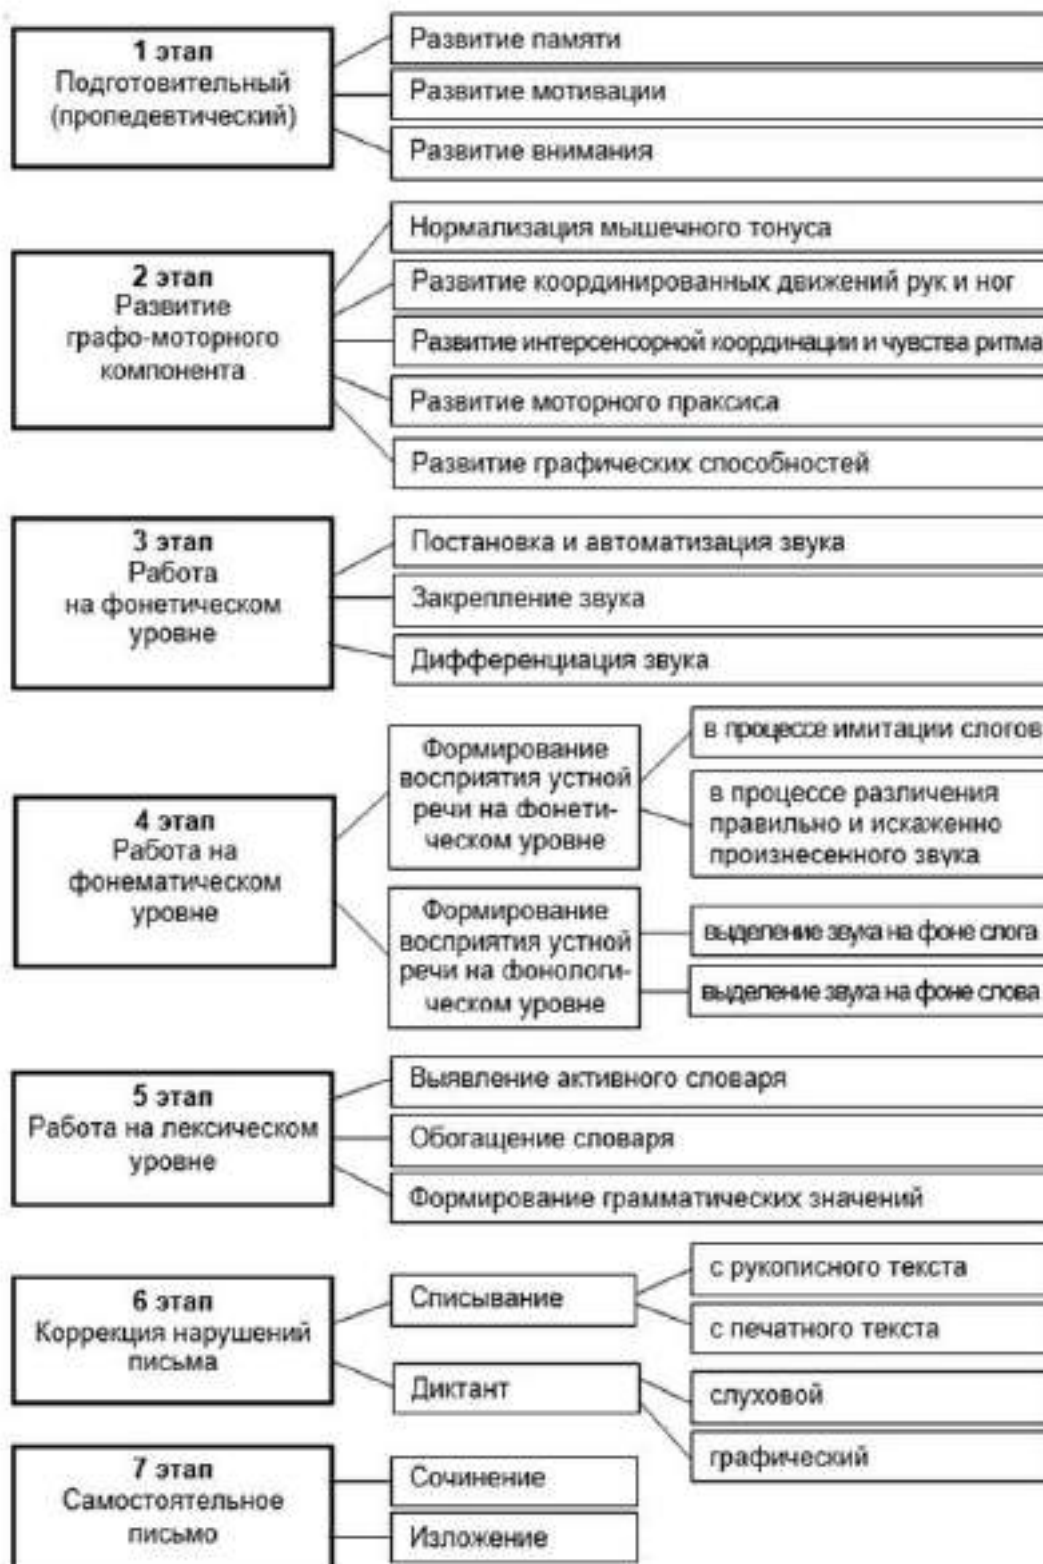 1 этап
Подготовительный
(пропедевтический)
Развитие памяти
Развитие мотивации
Развитие внимания
2 этап
Развитие
графо-моторного
компонента
Нормализация мышечного тонуса
Развитие координированных движений рук и ног
Развитие интерсенсорной координации и чувства ритма
Развитие моторного праксиса
Развитие графических способностей
3 этап
Работа
на фонетическом
уровне
Постановка и автоматизация звука
Закрепление звука
Дифференциация звука
4 этап
Работа на
фонематическом
уровне
Формирование
восприятия устной
речи на фонети-
ческом уровне
в процессе имитации слогов
в процессе различения
правильно и искаженно
произнесенного звука
Формирование
восприятия устной
речи на фонологи-
ческом уровне
выделение звука на фоне слога
выделение звука на фоне слова
5 этап
Работа на лексическом
уровне
Выявление активного словаря
Обогащение словаря
Формирование грамматических значений
6 этап
Коррекция нарушений
письма
Списывание
с рукописного текста
с печатного текста
Диктант
слуховой
графический
7 этап
Самостоятельное
письмо
Сочинение
Изложение